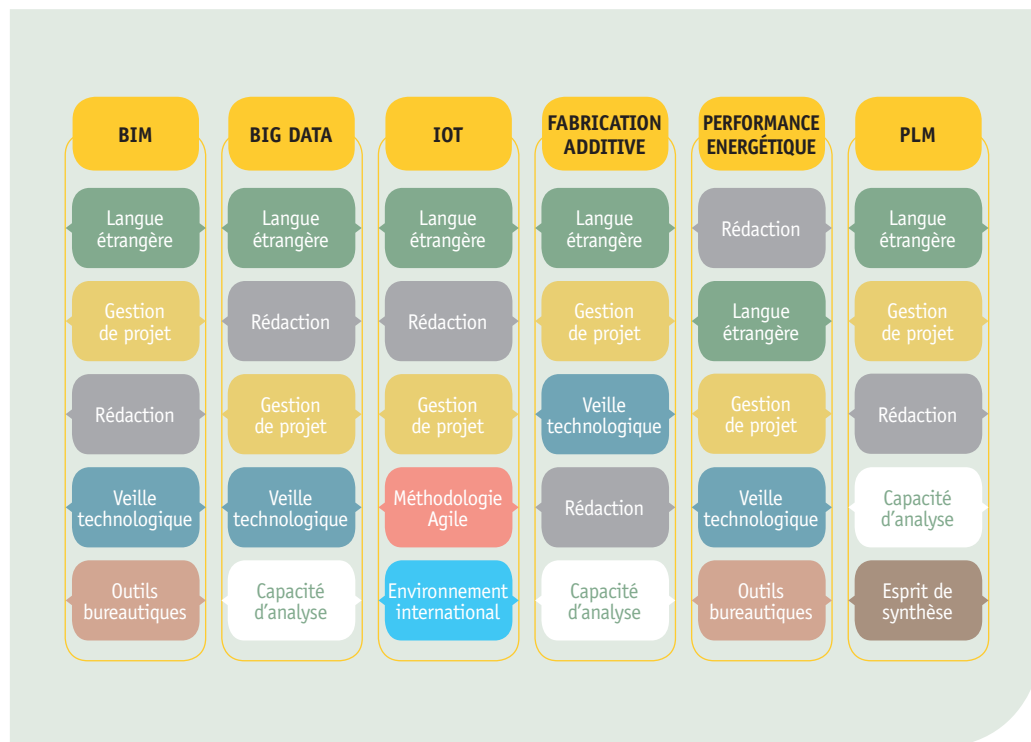 BIM
Langue
étrangère
Gestion
de projet
Rédaction
Veille
technologique
Outils
bureautiques
BIG DATA
Langue
étrangère
Rédaction
Gestion
de projet
Veille
technologique
Capacité
d'analyse
IOT
Langue
étrangère
Rédaction
Gestion
de projet
Méthodologie
Agile
Environnement
international
FABRICATION
ADDITIVE
Langue
étrangère
Gestion
de projet
Veille
technologique
Rédaction
Capacité
d'analyse
PERFORMANCE
ENERGÉTIQUE
Rédaction
Langue
étrangère
Gestion
de projet
Veille
technologique
Outils
bureautiques
PLM
Langue
étrangère
Gestion
de projet
Rédaction
Capacité
d'analyse
Esprit de
synthèse